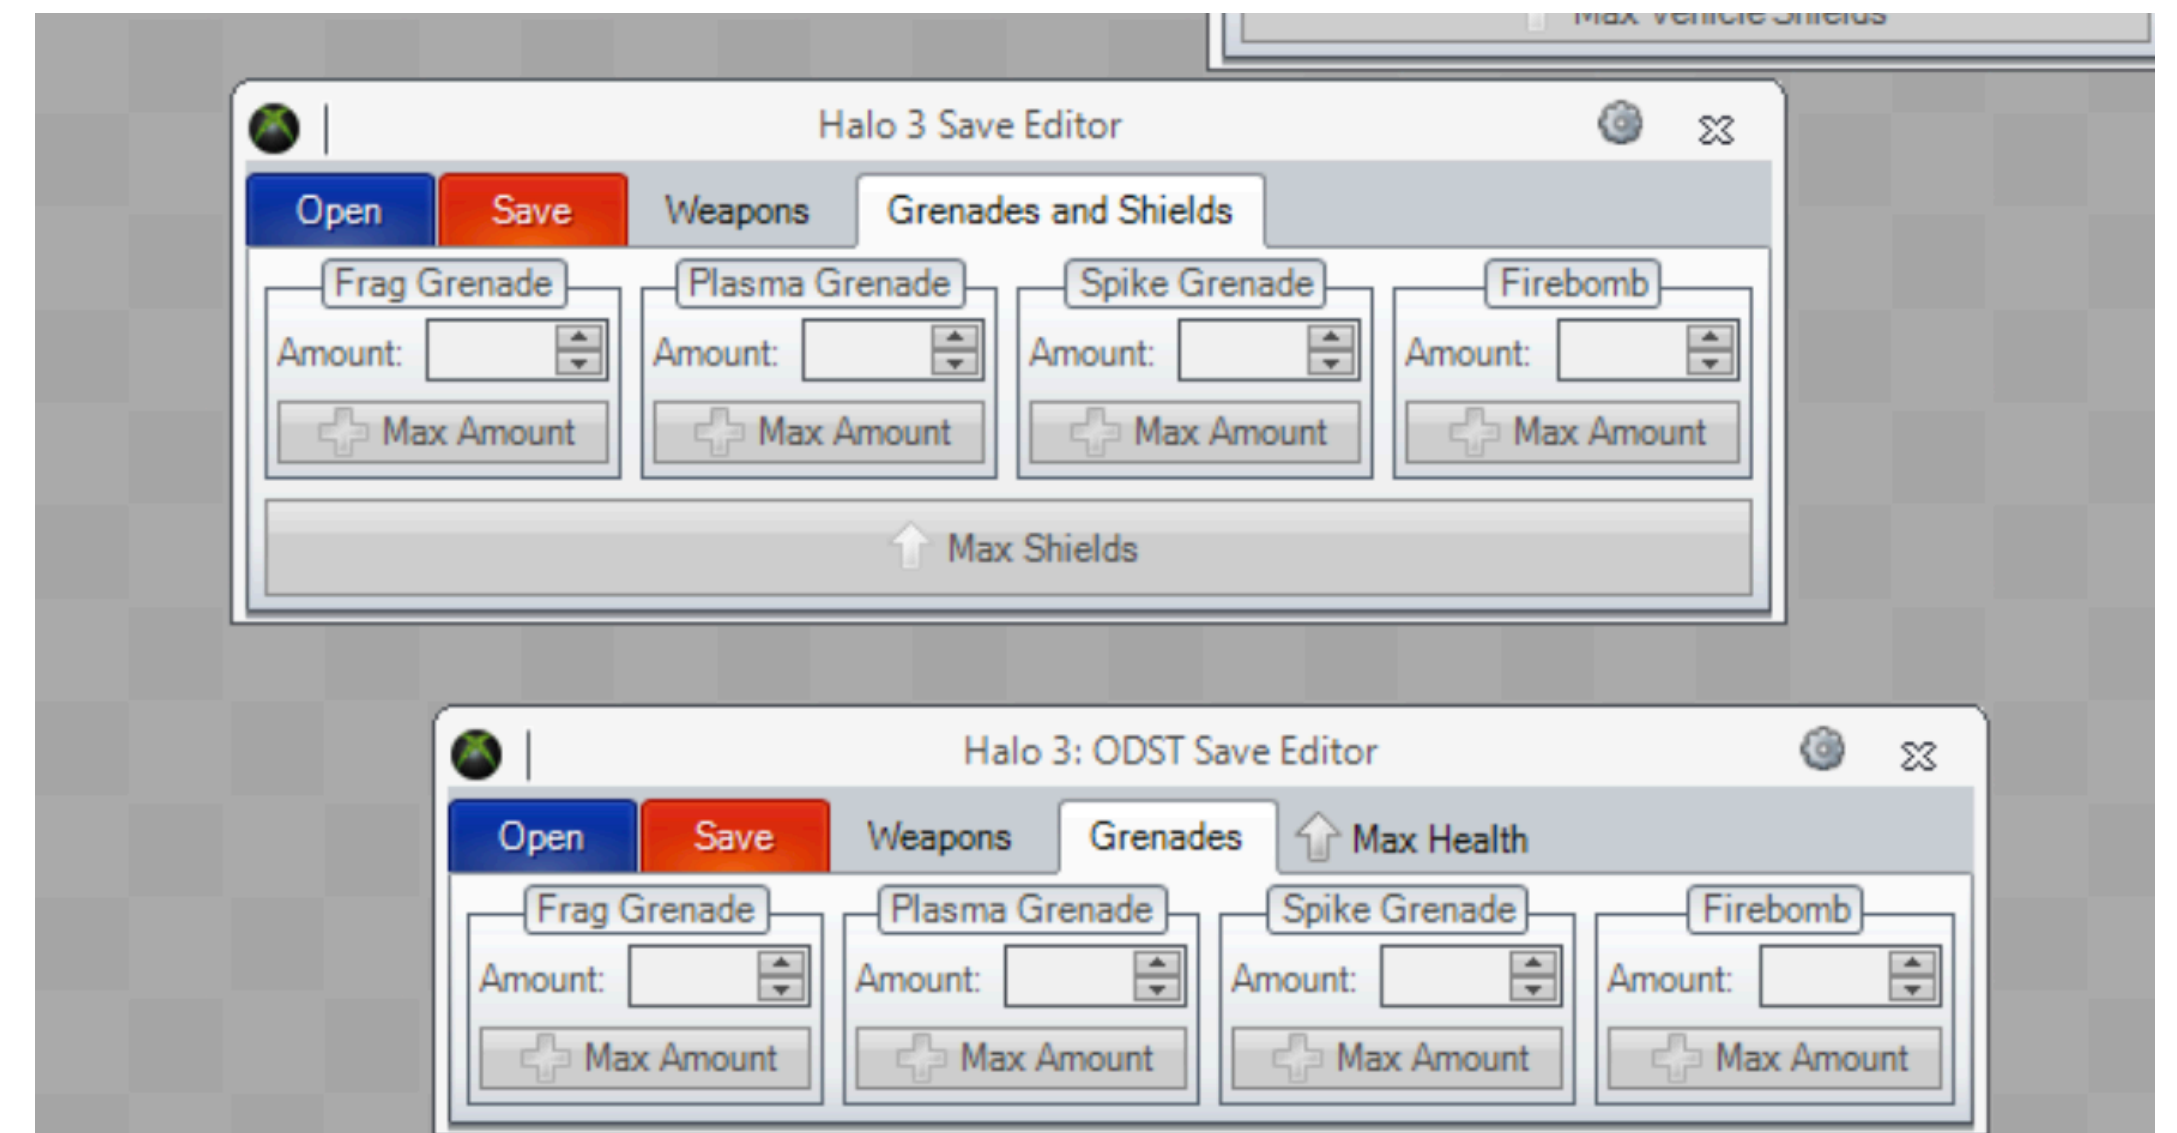 Max Vehicle Shields
Halo 3 Save Editor
Open Save Weapons Grenades and Shields
Frag Grenade Plasma Grenade Spike Grenade Firebomb
Amount: Amount: Amount: Amount:
Max Amount Max Amount Max Amount Max Amount
Max Shields
Halo 3: ODST Save Editor
Open Save Weapons Grenades Max Health
Frag Grenade Plasma Grenade Spike Grenade Firebomb
Amount: Amount: Amount: Amount:
Max Amount Max Amount Max Amount Max Amount